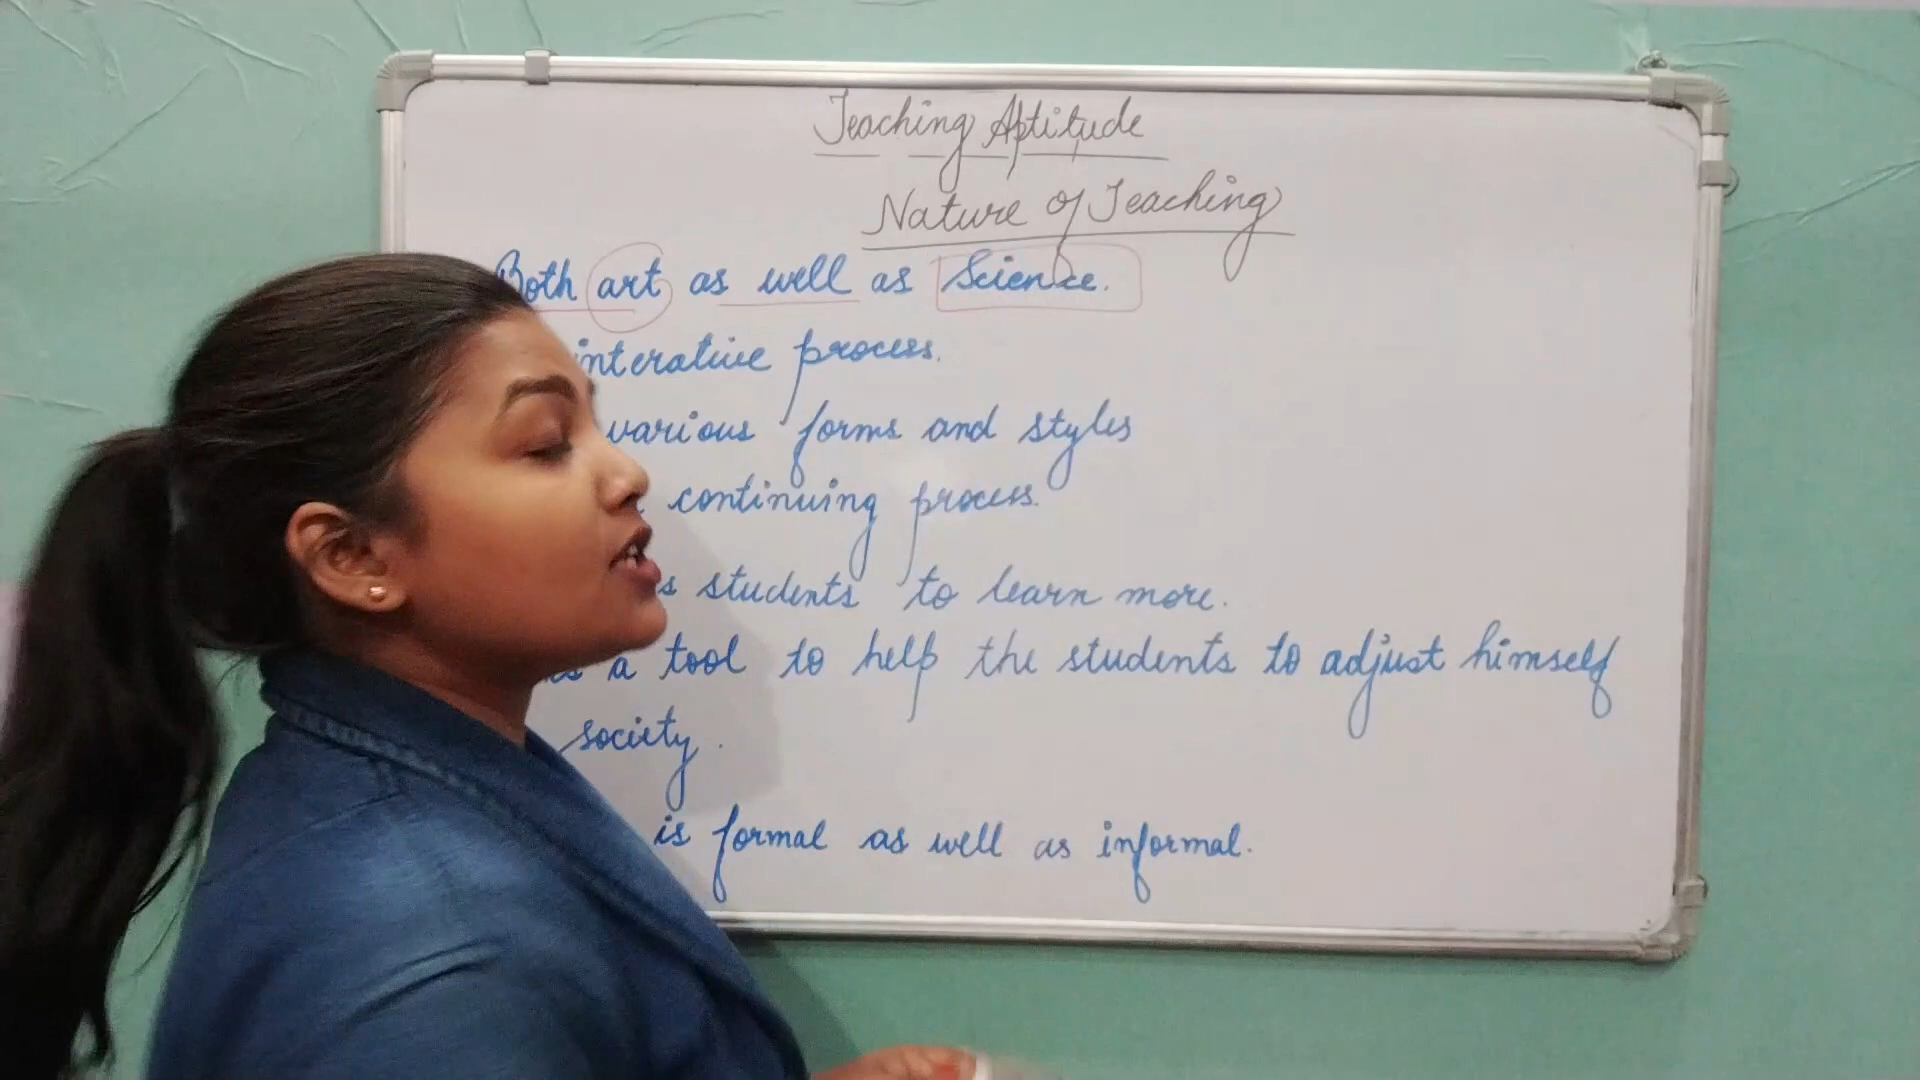 Teaching Aptitude
Nature of Teaching
Both art as well as Science.
interative process.
various forms and styles
continuing process.
students to learn more.
a tool to help the students to adjust himself
society.
is formal as well as informal.